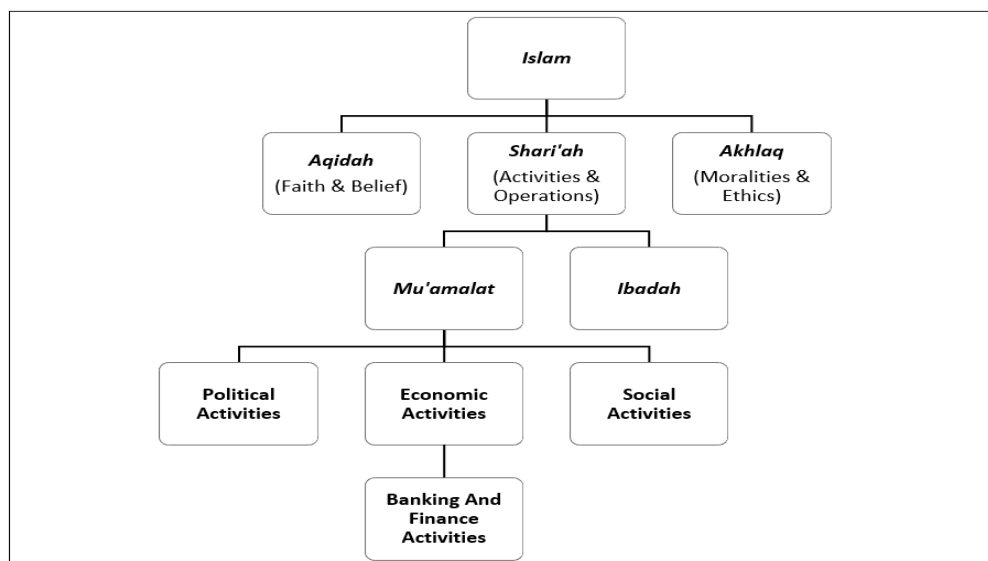 Islam
Aqidah
(Faith & Belief)
Shari'ah
(Activities &
Operations)
Akhlaq
(Moralities &
Ethics)
Mu'amalat
Ibadah
Political
Activities
Economic
Activities
Social
Activities
Banking And
Finance
Activities